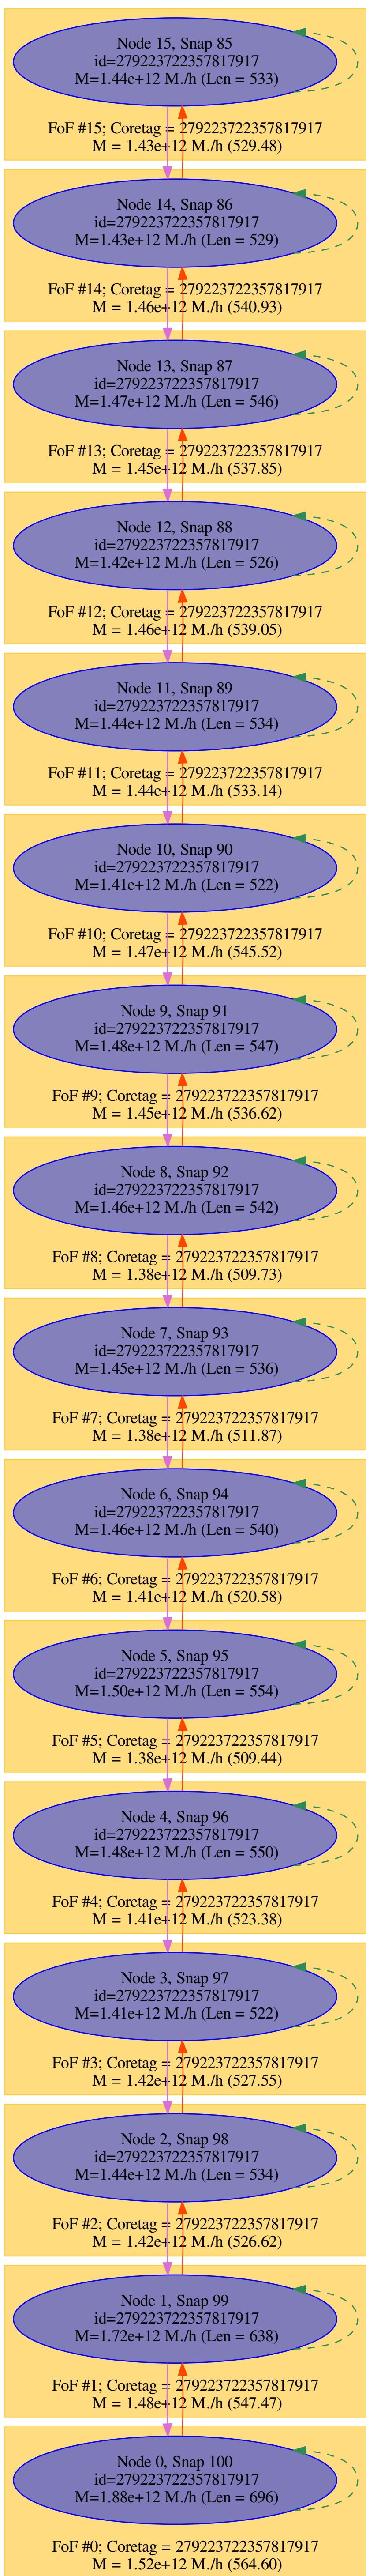 Node 15, Snap 85
id=279223722357817917
M=1.44e+12 M./h (Len = 533)
FoF #15; Coretag = 279223722357817917
M = 1.43e+12 M./h (529.48)
Node 14, Snap 86
id=279223722357817917
M=1.43e+12 M./h (Len = 529)
FoF #14; Coretag = 279223722357817917
M = 1.46e+12 M./h (540.93)
Node 13, Snap 87
id=279223722357817917
M=1.47e+12 M./h (Len = 546)
FoF #13; Coretag = 279223722357817917
M = 1.45e+12 M./h (537.85)
Node 12, Snap 88
id=279223722357817917
M=1.42e+12 M./h (Len = 526)
FoF #12; Coretag = 279223722357817917
M = 1.46e+12 M./h (539.05)
Node 11, Snap 89
id=279223722357817917
M=1.44e+12 M./h (Len = 534)
FoF #11; Coretag = 279223722357817917
M = 1.44e+12 M./h (533.14)
Node 10, Snap 90
id=279223722357817917
M=1.41e+12 M./h (Len = 522)
FoF #10; Coretag = 279223722357817917
M = 1.47e+12 M./h (545.52)
Node 9, Snap 91
id=279223722357817917
M=1.48e+12 M./h (Len = 547)
FoF #9; Coretag = 279223722357817917
M = 1.45e+12 M./h (536.62)
Node 8, Snap 92
id=279223722357817917
M=1.46e+12 M./h (Len = 542)
FoF #8; Coretag = 279223722357817917
M = 1.38e+12 M./h (509.73)
Node 7, Snap 93
id=279223722357817917
M=1.45e+12 M./h (Len = 536)
FoF #7; Coretag = 279223722357817917
M = 1.38e+12 M./h (511.87)
Node 6, Snap 94
id=279223722357817917
M=1.46e+12 M./h (Len = 540)
FoF #6; Coretag = 279223722357817917
M = 1.41e+12 M./h (520.58)
Node 5, Snap 95
id=279223722357817917
M=1.50e+12 M./h (Len = 554)
FoF #5; Coretag = 279223722357817917
M = 1.38e+12 M./h (509.44)
Node 4, Snap 96
id=279223722357817917
M=1.48e+12 M./h (Len = 550)
FoF #4; Coretag = 279223722357817917
M = 1.41e+12 M./h (523.38)
Node 3, Snap 97
id=279223722357817917
M=1.41e+12 M./h (Len = 522)
FoF #3; Coretag = 279223722357817917
M = 1.42e+12 M./h (527.55)
Node 2, Snap 98
id=279223722357817917
M=1.44e+12 M./h (Len = 534)
FoF #2; Coretag = 279223722357817917
M = 1.42e+12 M./h (526.62)
Node 1, Snap 99
id=279223722357817917
M=1.72e+12 M./h (Len = 638)
FoF #1; Coretag = 279223722357817917
M = 1.48e+12 M./h (547.47)
Node 0, Snap 100
id=279223722357817917
M=1.88e+12 M./h (Len = 696)
FoF #0; Coretag = 279223722357817917
M = 1.52e+12 M./h (564.60)